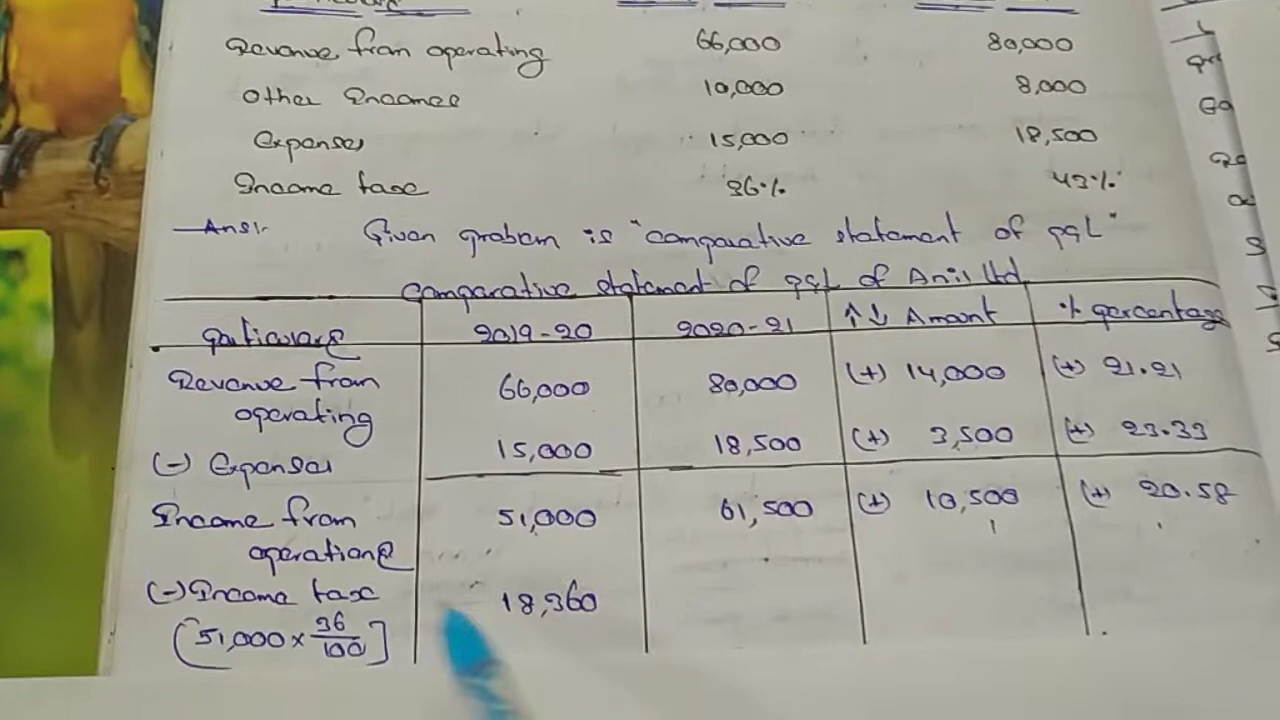 Revenue from operating 66,000 80,000
Other Incomes 10,000 8,000
Expenses 15,000 18,500
Income tax 36% 43%
Ans:- Given probem is "comparative statement of P&L"
comparative statement of P&L of Anil Ltd
particulars 2019-20 2020-21 ↑↓ Amount % percentage
Revenue from
operating 66,000 80,000 (+) 14,000 (+) 21.21
(-) Expenses 15,000 18,500 (+) 3,500 (+) 23.33
Income from
operations 51,000 61,500 (+) 10,500 (+) 20.58
(-) Income tax 18,360
[51,000 × 36/100]